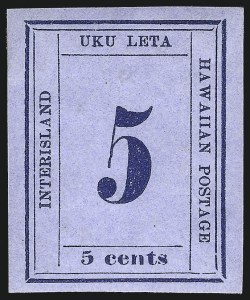 UKU LETA
INTERISLAND
HAWAIIAN POSTAGE
5
5 cents